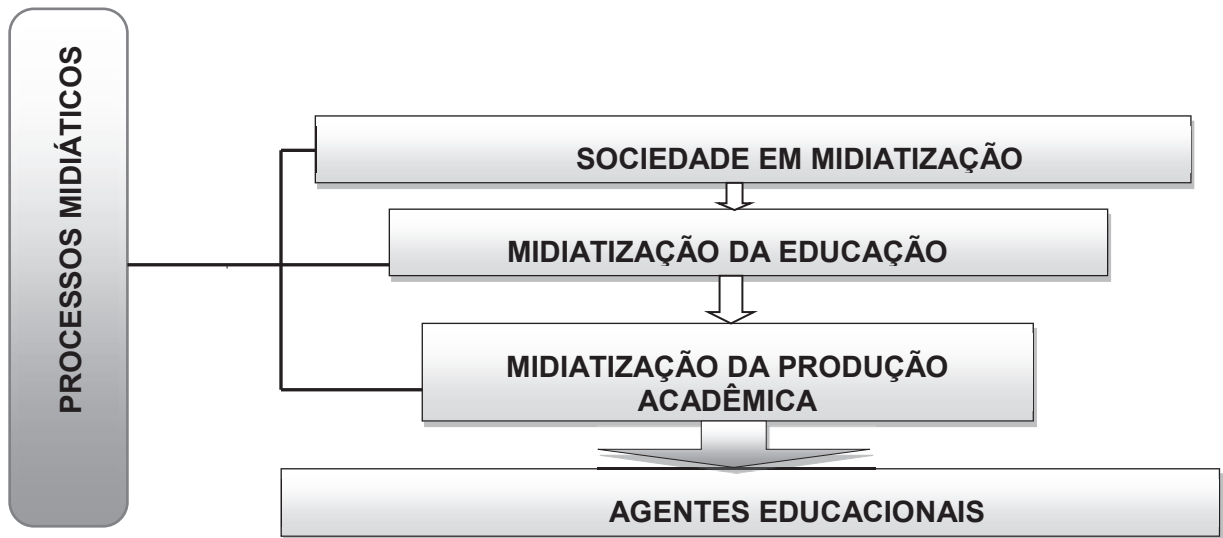 PROCESSOS MIDIÁTICOS
SOCIEDADE EM MIDIATIZAÇÃO
MIDIATIZAÇÃO DA EDUCAÇÃO
MIDIATIZAÇÃO DA PRODUÇÃO
ACADÊMICA
AGENTES EDUCACIONAIS